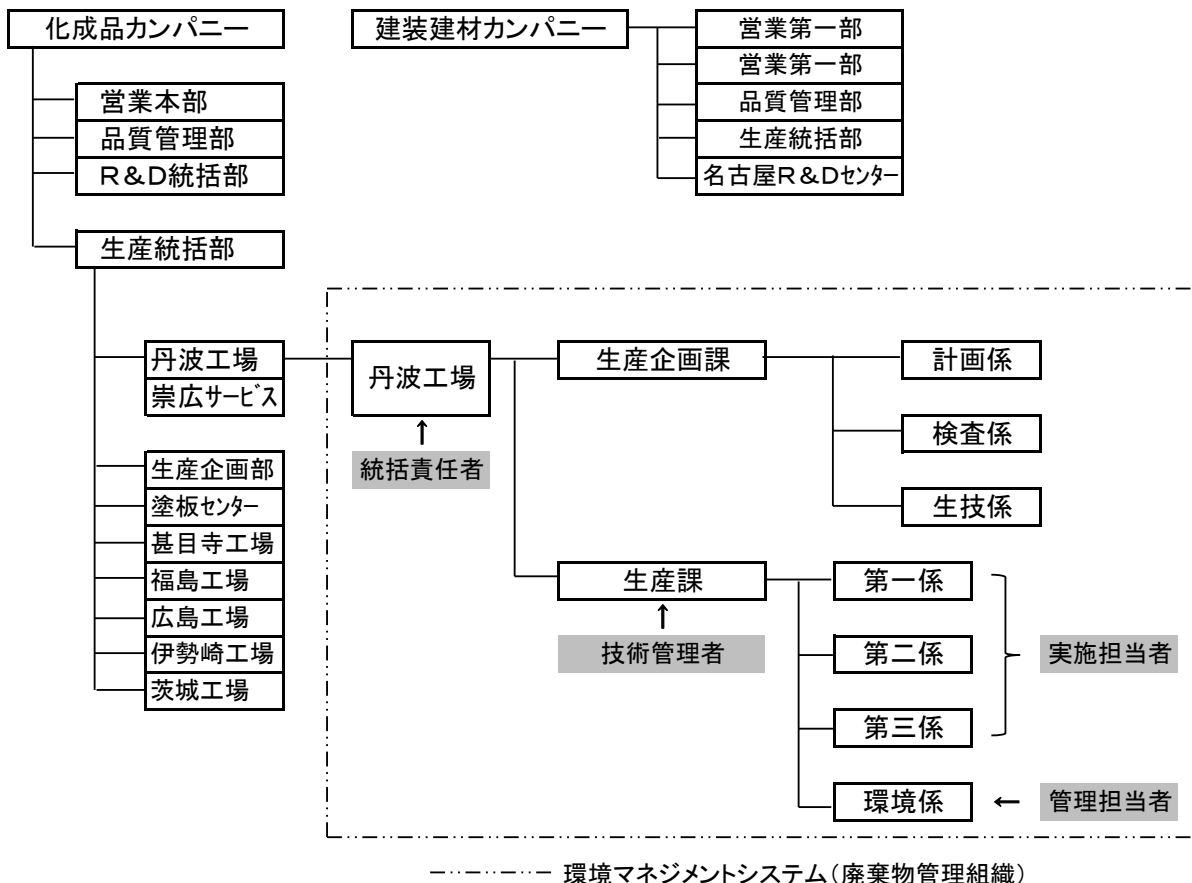 化成品カンパニー
営業本部
品質管理部
R&D統括部
生産統括部
建装建材カンパニー
営業第一部
営業第一部
品質管理部
生産統括部
名古屋R&Dセンター
丹波工場
崇広サービス
生産企画部
塗板センター
甚目寺工場
福島工場
広島工場
伊勢崎工場
茨城工場
丹波工場
↑
統括責任者
生産企画課
計画係
検査係
生技係
生産課
↑
技術管理者
第一係
第二係
第三係
実施担当者
環境係
←
管理担当者
環境マネジメントシステム(廃棄物管理組織)